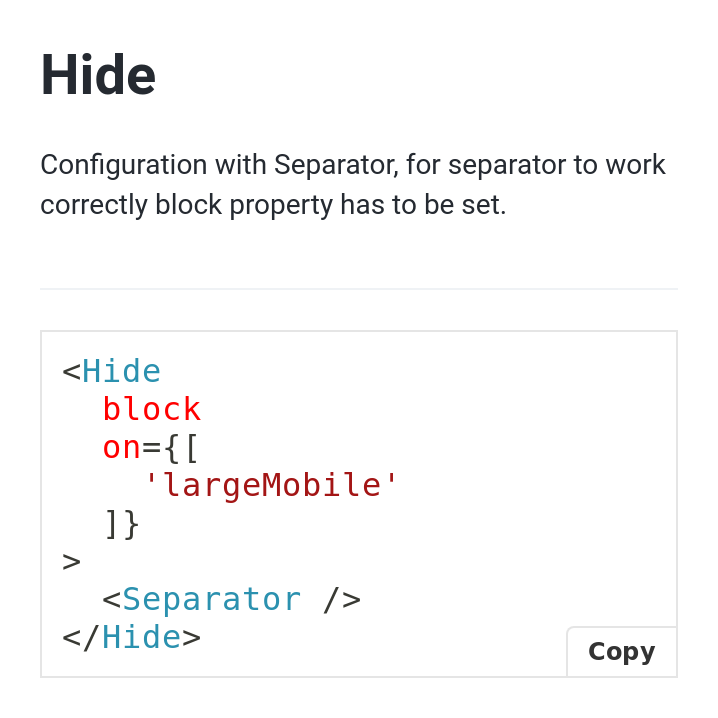 Hide
Configuration with Separator, for separator to work
correctly block property has to be set.
<Hide
  block
  on={[
    'largeMobile'
  ]}
>
  <Separator />
</Hide>
Copy